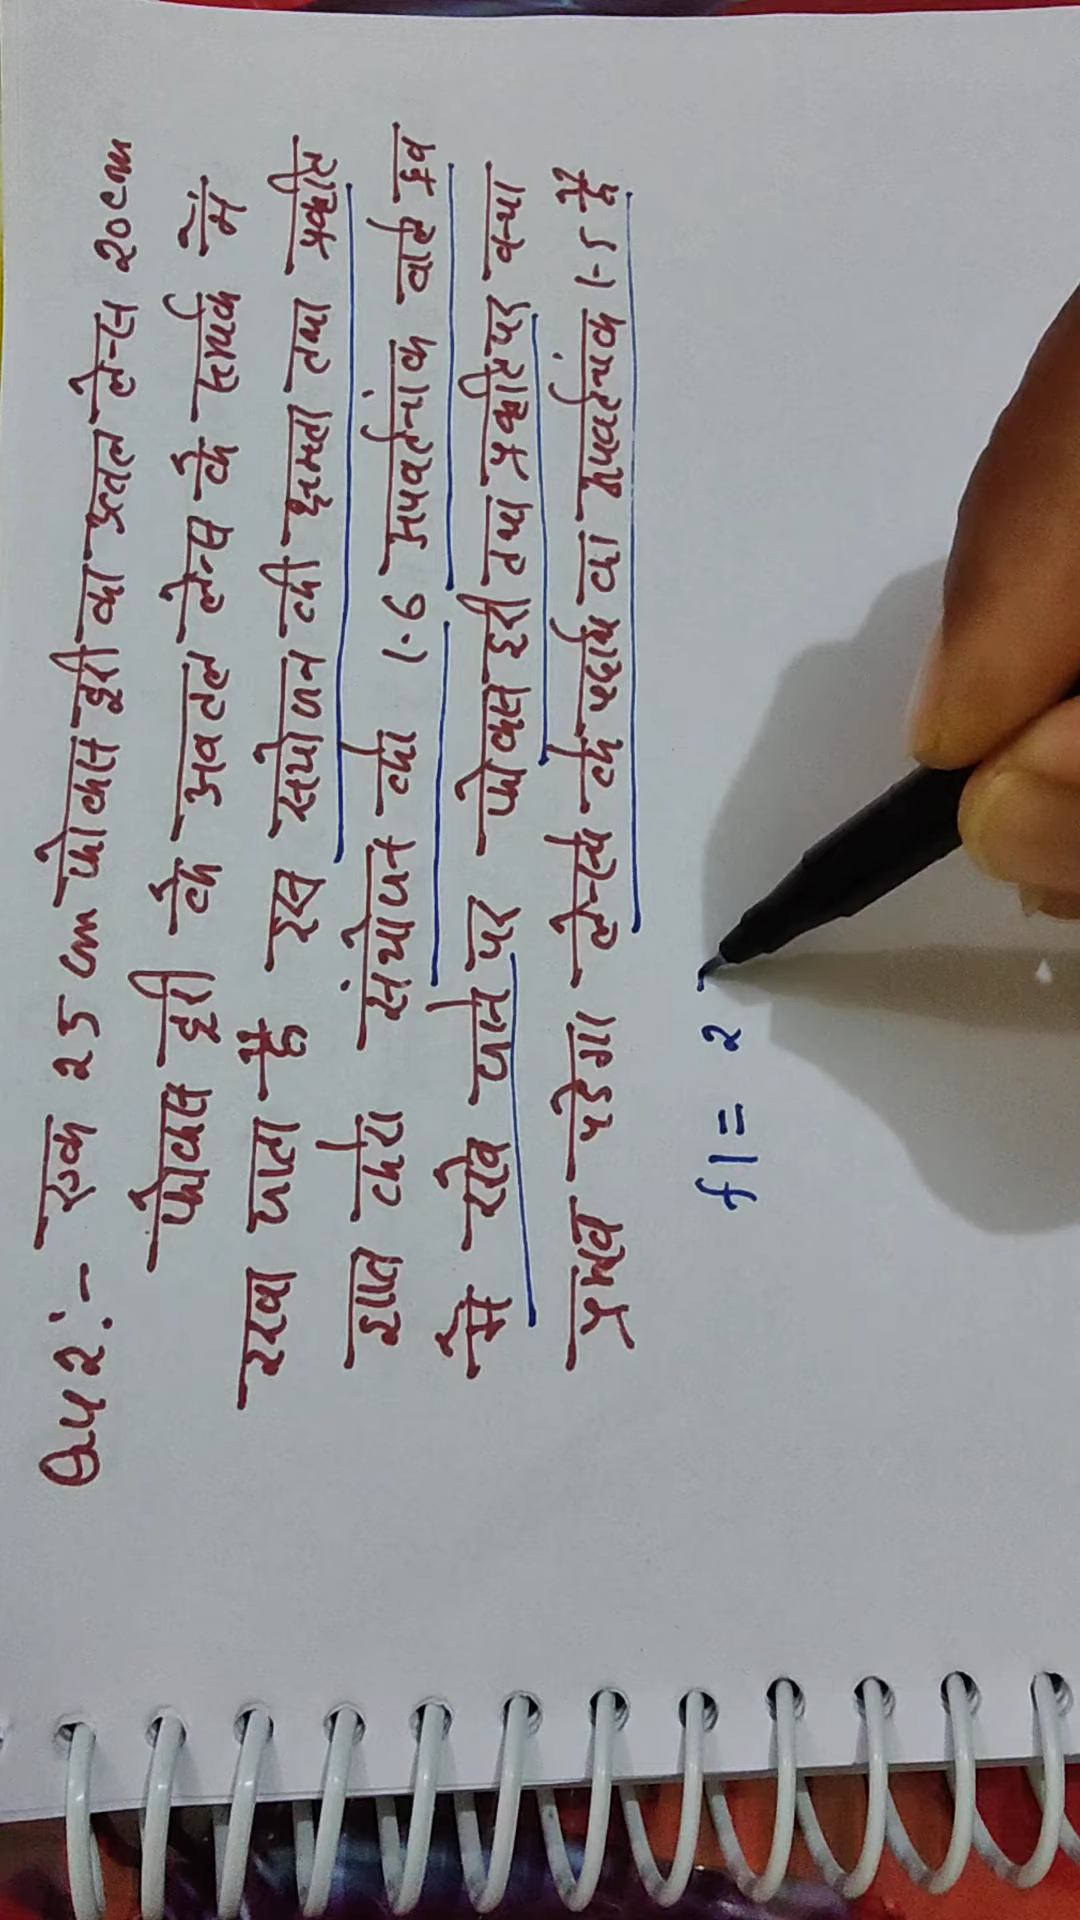 Qu 2:- एक 25 cm फोकस दूरी का उत्तल लेन्स 20cm
फोकस दूरी के अवतल लेन्स के सम्पर्क में
रखा जाता है इस संयोजन की क्षमता तथा प्रकृति
ज्ञात करो संयोजन को 1.6 अपवर्तनांक वाले द्रव
में रखे जाने पर फोकस दूरी तथा प्रकृति पर क्या
प्रभाव पड़ेगा लेन्स के पदार्थ का अपवर्तनांक 1.5 है
f1 = 2